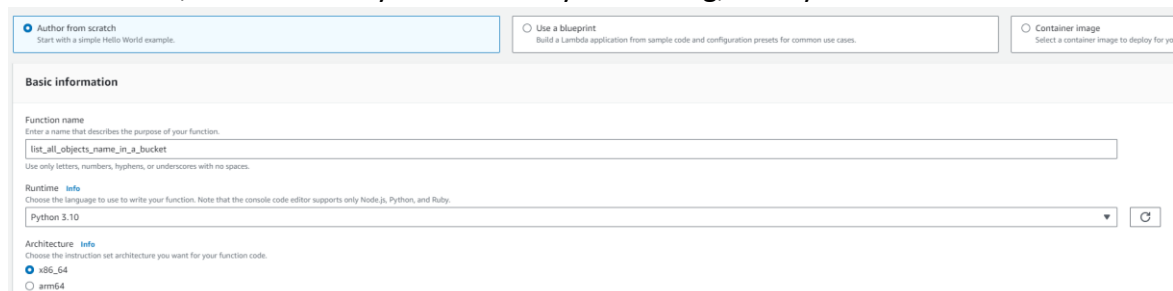 Author from scratch
Start with a simple Hello World example.
Use a blueprint
Build a Lambda application from sample code and configuration presets for common use cases.
Container image
Select a container image to deploy for
Basic information
Function name
Enter a name that describes the purpose of your function.
list_all_objects_name_in_a_bucket
Use only letters, numbers, hyphens, or underscores with no spaces.
Runtime Info
Choose the language to use to write your function. Note that the console code editor supports only Node.js, Python, and Ruby.
Python 3.10
Architecture Info
Choose the instruction set architecture you want for your function code.
x86_64
arm64